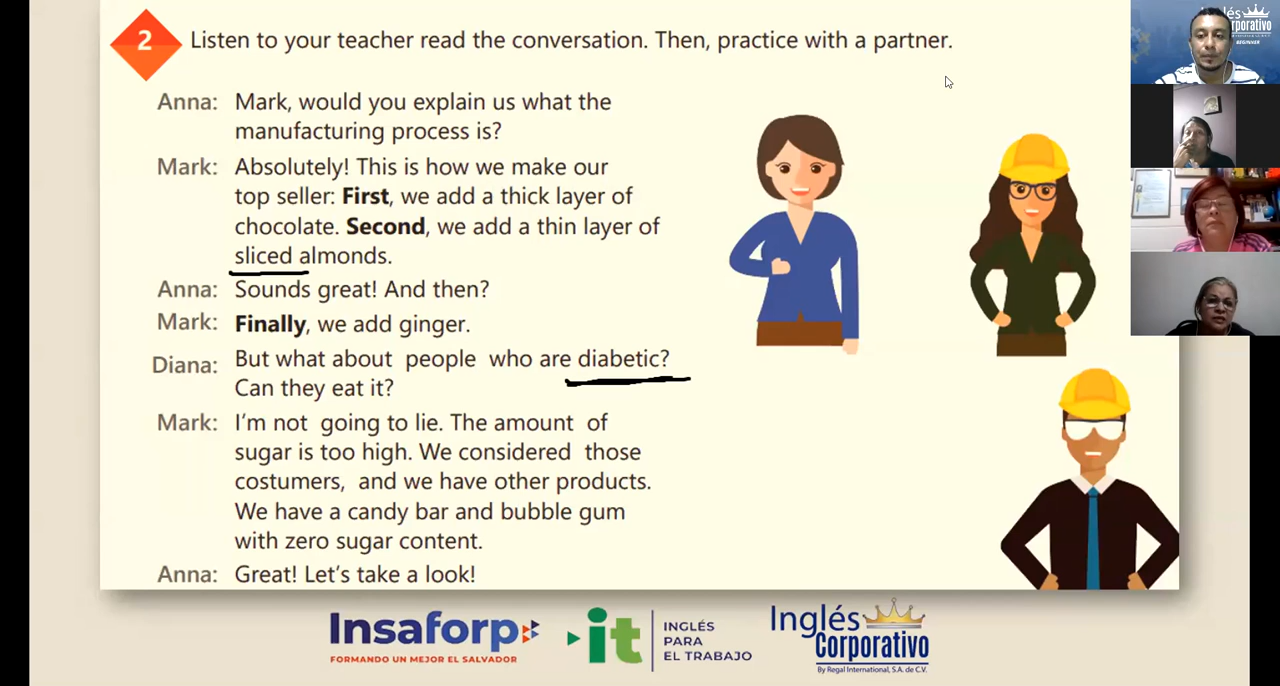 2 Listen to your teacher read the conversation. Then, practice with a partner.
Anna: Mark, would you explain us what the
manufacturing process is?
Mark: Absolutely! This is how we make our
top seller: First, we add a thick layer of
chocolate. Second, we add a thin layer of
sliced almonds.
Anna: Sounds great! And then?
Mark: Finally, we add ginger.
Diana: But what about people who are diabetic?
Can they eat it?
Mark: I'm not going to lie. The amount of
sugar is too high. We considered those
costumers, and we have other products.
We have a candy bar and bubble gum
with zero sugar content.
Anna: Great! Let's take a look!
Insaforp
FORMANDO UN MEJOR EL SALVADOR
it
INGLÉS
PARA
EL TRABAJO
Inglés
Corporativo
By Regal International, S.A. de C.V.
Inglés
Corporativo
BEGINNER